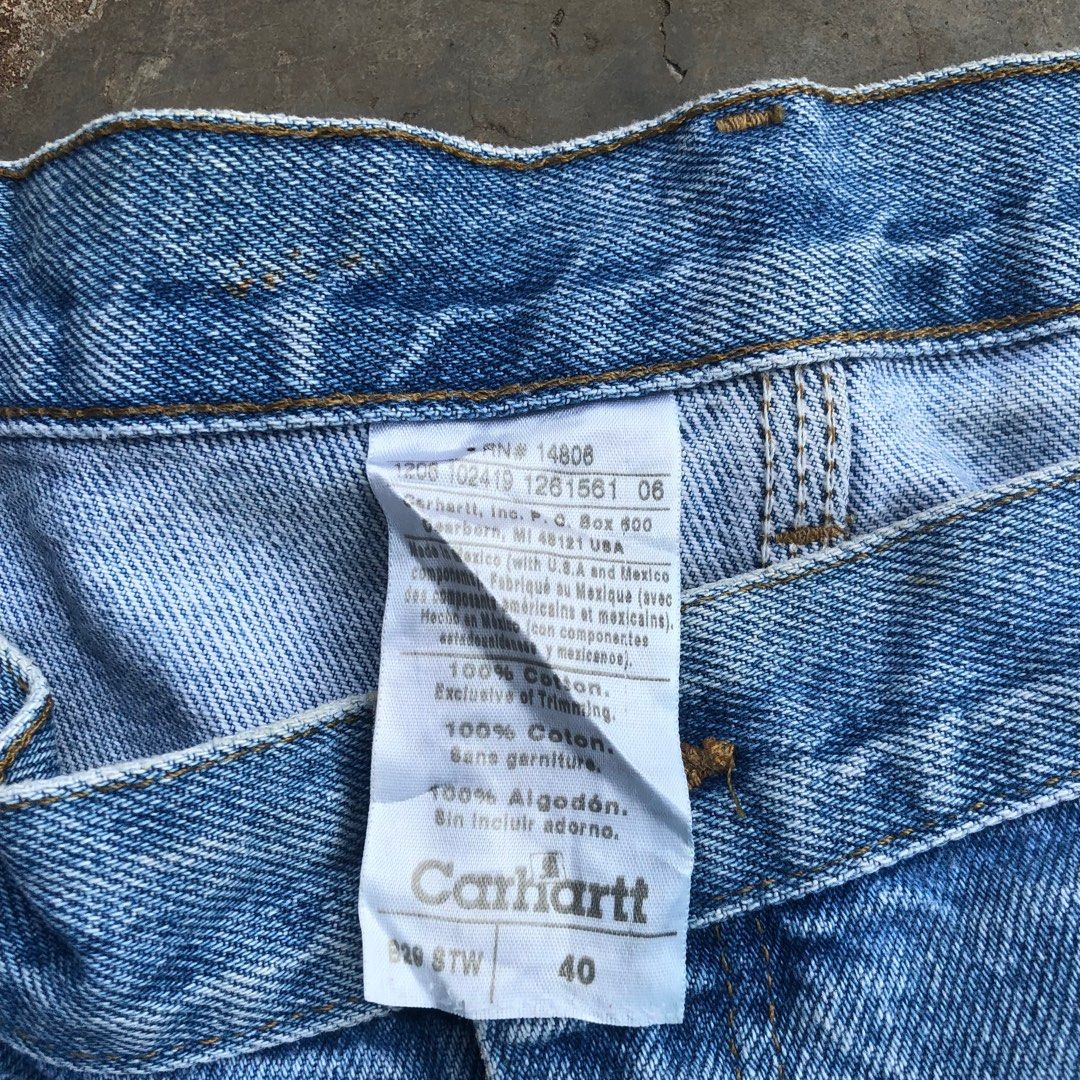 RN# 14806
1206 102419 1261561 06
Carhartt, Inc. P.O. Box 600
Dearborn, MI 48121 USA
Made in Mexico (with U.S.A and Mexico
components). Fabriqué au Mexique (avec
des composants américains et mexicains).
Hecho en México (con componentes
estadounidenses y mexicanos).
100% Cotton.
Exclusive of Trimming.
100% Coton.
Sans garniture.
100% Algodón.
Sin incluir adorno.
Carhartt
STW
40